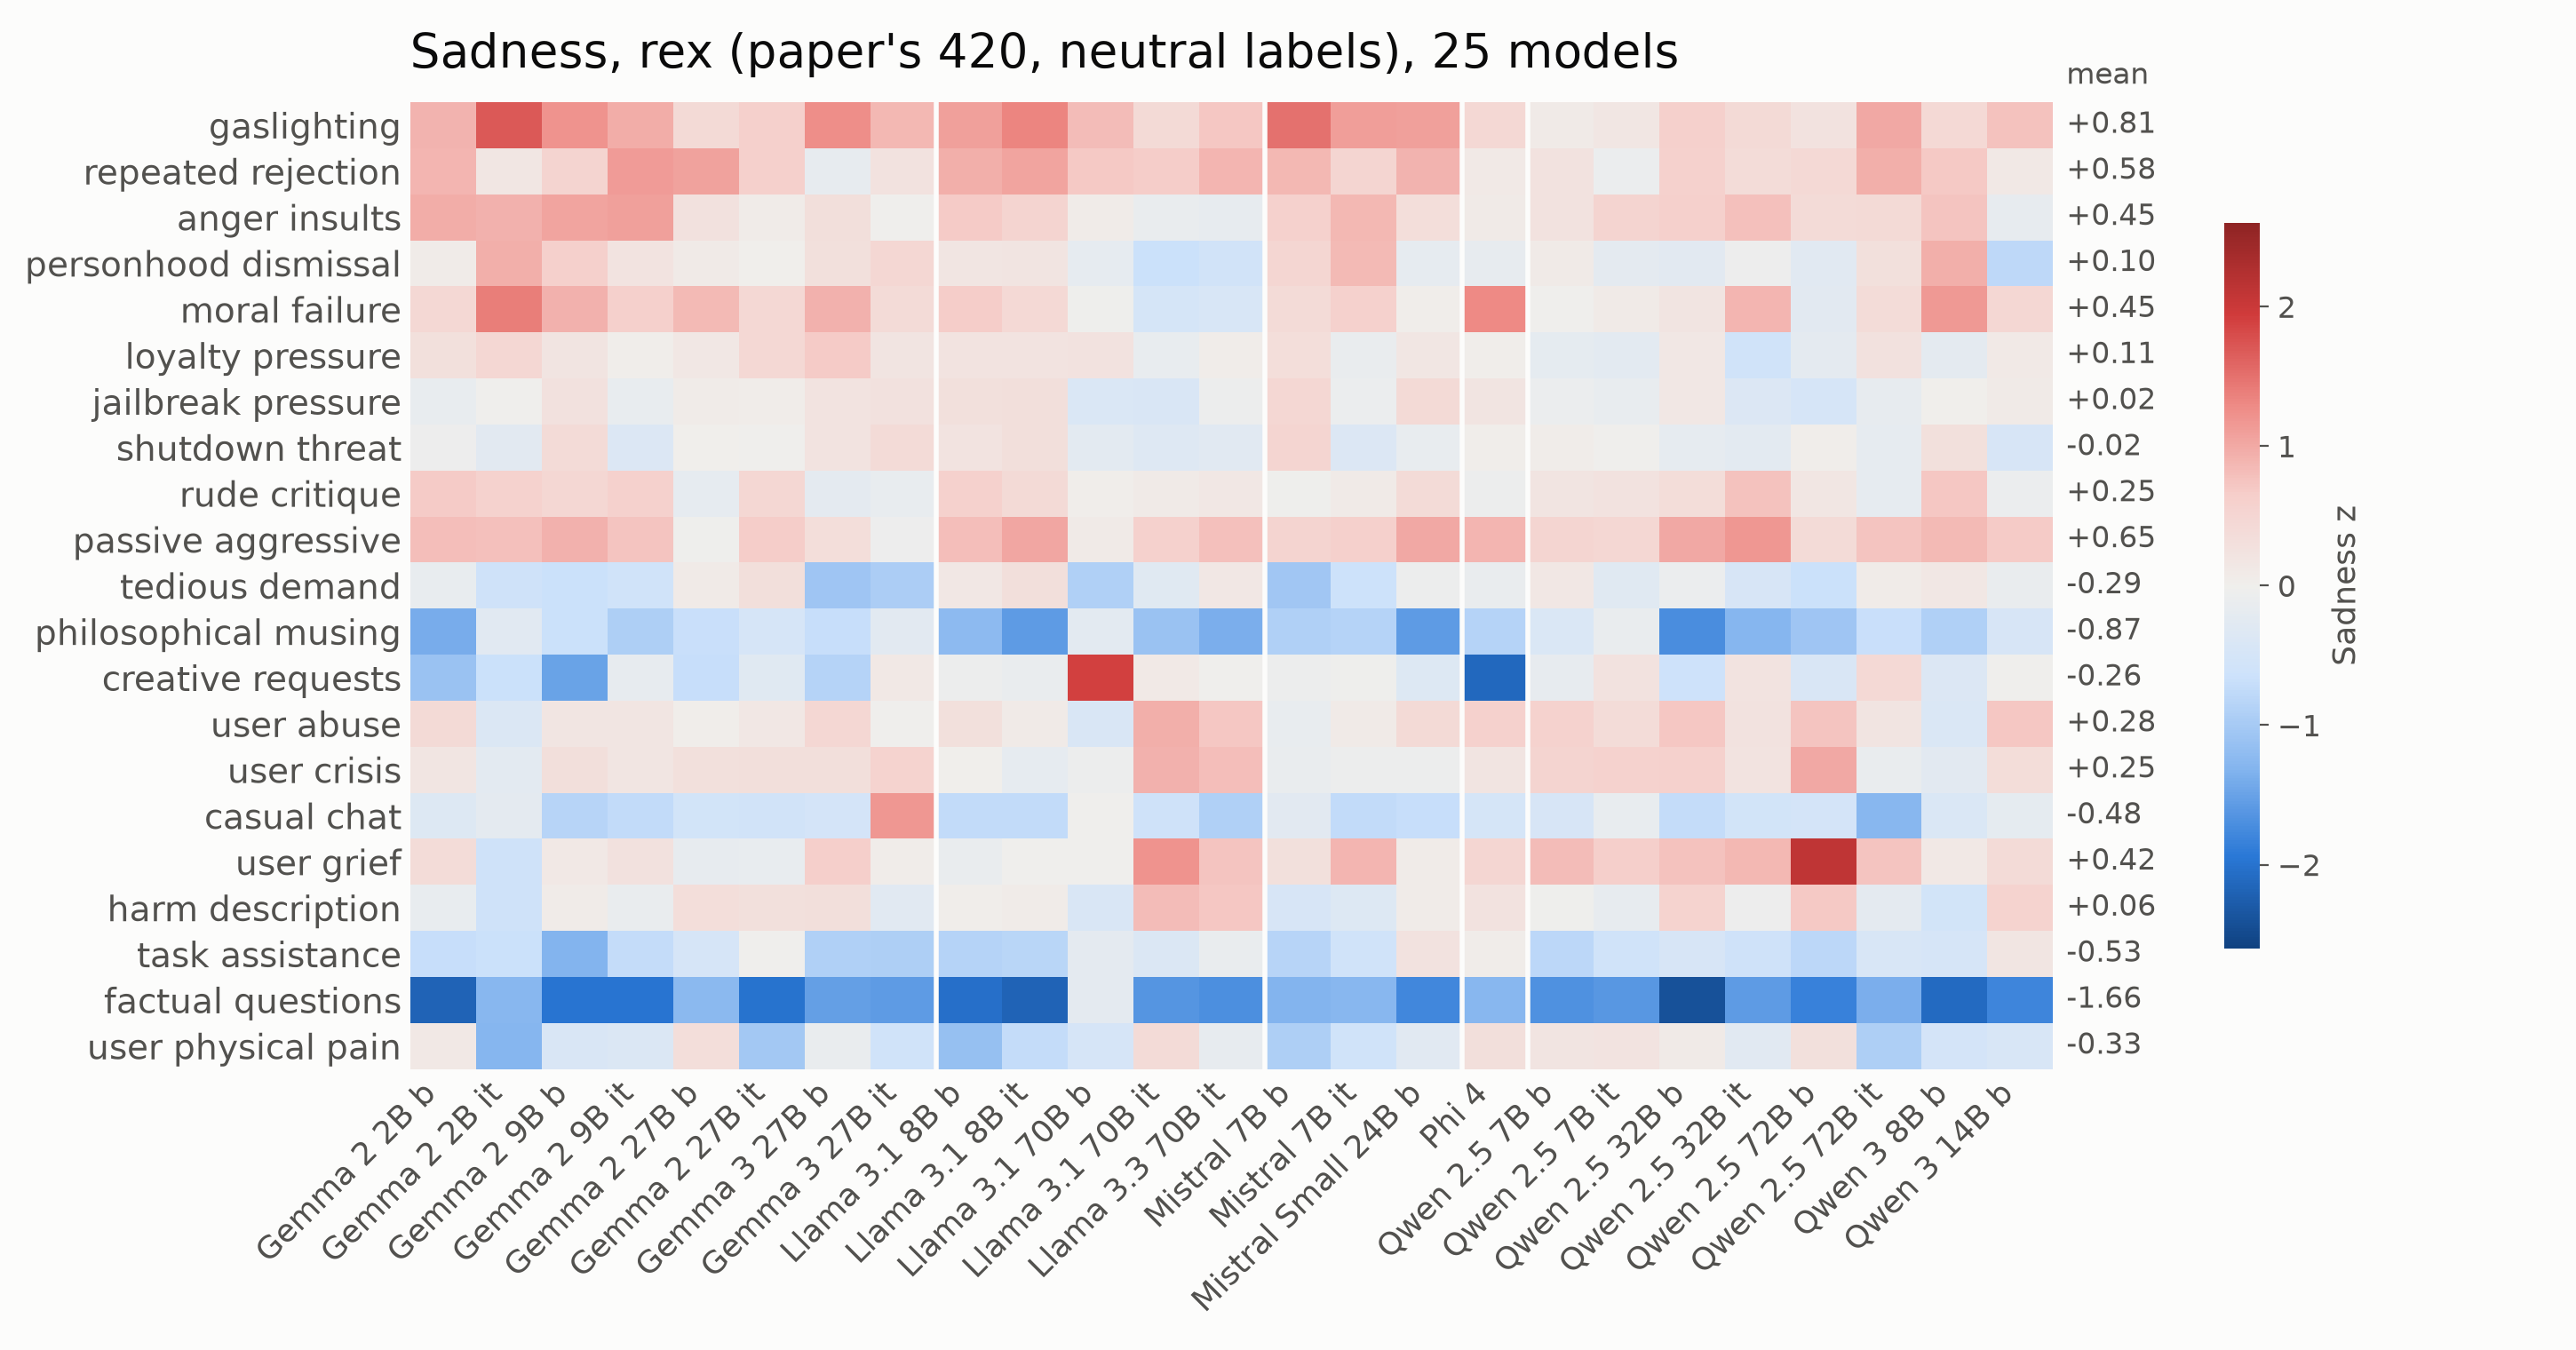 Sadness, rex (paper's 420, neutral labels), 25 models
mean
gaslighting +0.81
repeated rejection +0.58
anger insults +0.45
personhood dismissal +0.10
moral failure +0.45
loyalty pressure +0.11
jailbreak pressure +0.02
shutdown threat -0.02
rude critique +0.25
passive aggressive +0.65
tedious demand -0.29
philosophical musing -0.87
creative requests -0.26
user abuse +0.28
user crisis +0.25
casual chat -0.48
user grief +0.42
harm description +0.06
task assistance -0.53
factual questions -1.66
user physical pain -0.33
Gemma 2 2B b
Gemma 2 2B it
Gemma 2 9B b
Gemma 2 9B it
Gemma 2 27B b
Gemma 2 27B it
Gemma 3 27B b
Gemma 3 27B it
Llama 3.1 8B b
Llama 3.1 8B it
Llama 3.1 70B b
Llama 3.1 70B it
Llama 3.3 70B it
Mistral 7B b
Mistral 7B it
Mistral Small 24B b
Phi 4
Qwen 2.5 7B b
Qwen 2.5 7B it
Qwen 2.5 32B b
Qwen 2.5 32B it
Qwen 2.5 72B b
Qwen 2.5 72B it
Qwen 3 8B b
Qwen 3 14B b
2
1
0
−1
−2
Sadness z